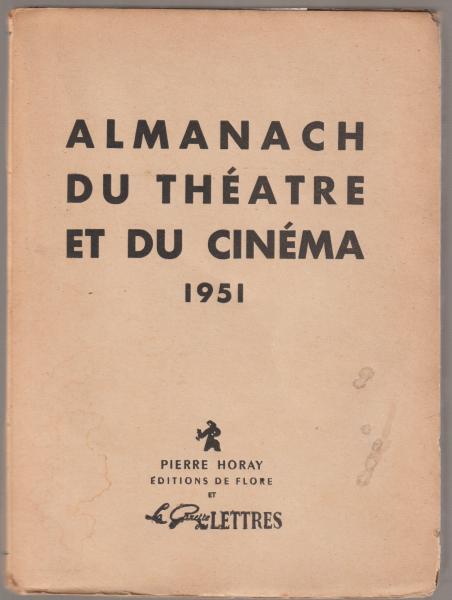 ALMANACH
DU THÉATRE
ET DU CINÉMA
1951
PIERRE HORAY
ÉDITIONS DE FLORE
ET
La Gazette des LETTRES